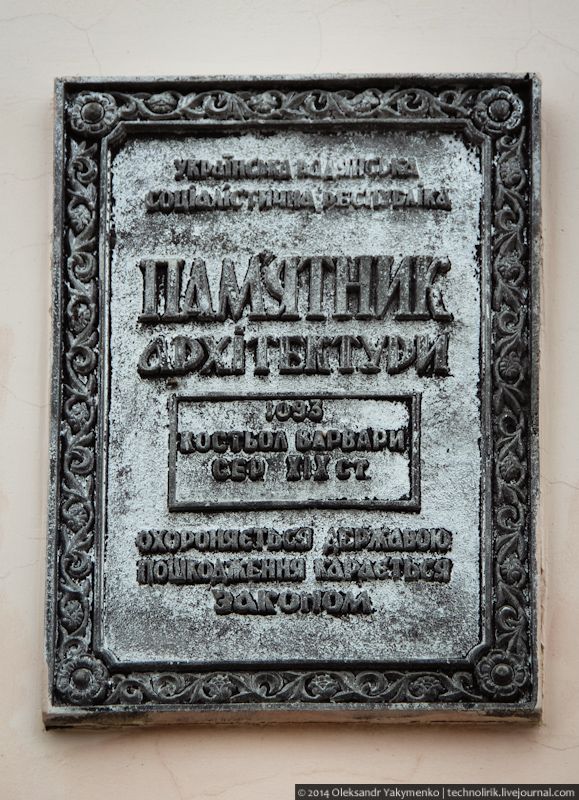 УКРАЇНСЬКА РАДЯНСЬКА
СОЦІАЛІСТИЧНА РЕСПУБЛІКА
ПАМ'ЯТНИК
АРХІТЕКТУРИ
1093
КОСТЬОЛ ВАРВАРИ
СЕР XIX СТ.
ОХОРОНЯЄТЬСЯ ДЕРЖАВОЮ
ПОШКОДЖЕННЯ КАРАЄТЬСЯ
ЗАКОНОМ
© 2014 Oleksandr Yakymenko | technolirik.livejournal.com